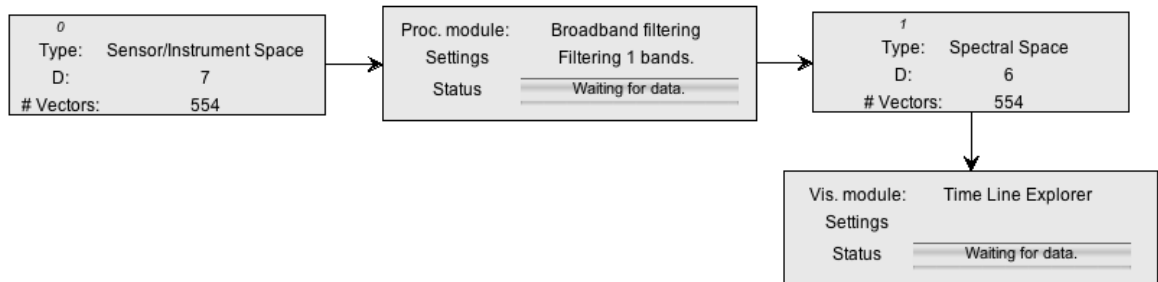 0
Type: Sensor/Instrument Space
D: 7
# Vectors: 554
Proc. module: Broadband filtering
Settings Filtering 1 bands.
Status Waiting for data.
1
Type: Spectral Space
D: 6
# Vectors: 554
Vis. module: Time Line Explorer
Settings
Status Waiting for data.